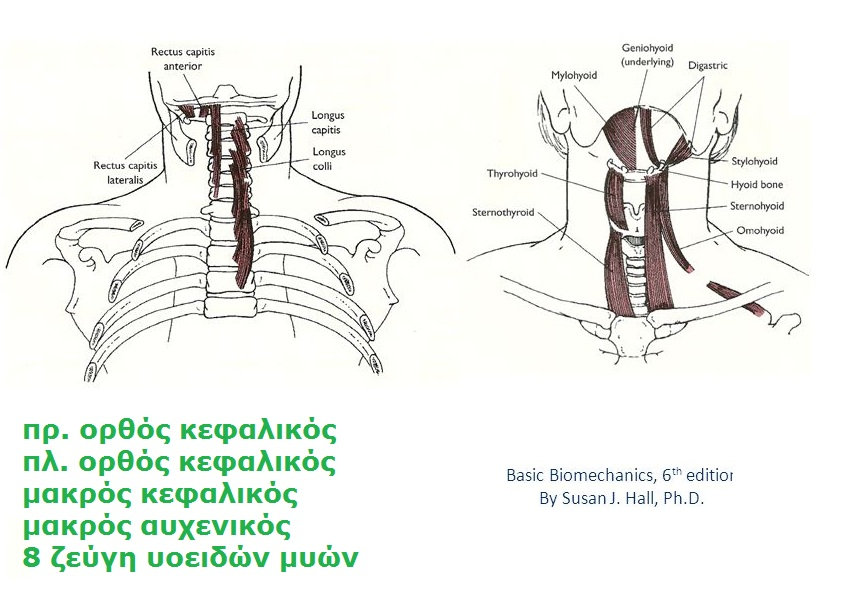 Rectus capitis
anterior
Longus
capitis
Longus
colli
Rectus capitis
lateralis
Geniohyoid
(underlying)
Digastric
Mylohyoid
Stylohyoid
Thyrohyoid
Hyoid bone
Sternohyoid
Sternothyroid
Omohyoid
πρ. ορθός κεφαλικός
πλ. ορθός κεφαλικός
μακρός κεφαλικός
μακρός αυχενικός
8 ζεύγη υοειδών μυών
Basic Biomechanics, 6th edition
By Susan J. Hall, Ph.D.